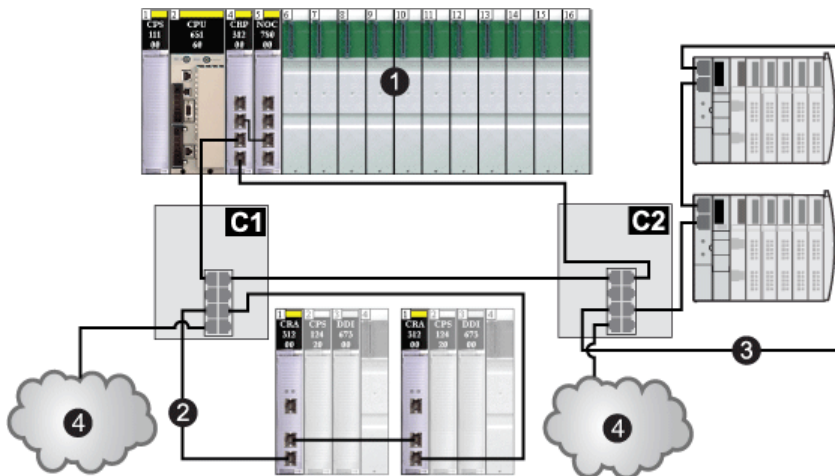 1 2 4 5 6 7 8 9 10 11 12 13 14 15 16
CPS 111 00
CPU 651 60
CRP 312 00
NOC 780 00
1
C1
C2
1 2 3 4
CRA 312 00
CPS 124 20
DDI 673 00
1 2 3 4
CRA 312 00
CPS 124 20
DDI 673 00
2
3
4
4